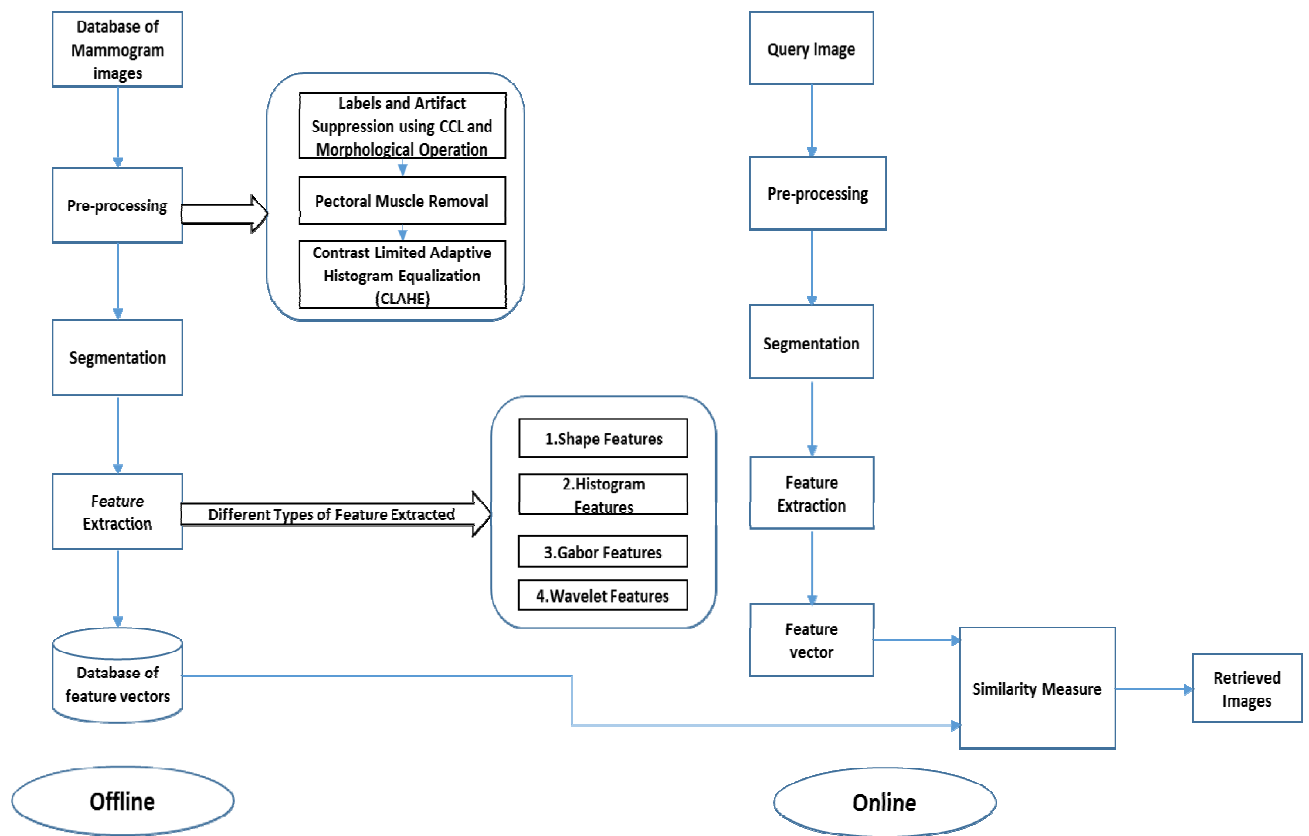 Database of
Mammogram
images
Pre-processing
Labels and Artifact
Suppression using CCL and
Morphological Operation
Pectoral Muscle Removal
Contrast Limited Adaptive
Histogram Equalization
(CLAHE)
Segmentation
Feature
Extraction
Different Types of Feature Extracted
1.Shape Features
2.Histogram
Features
3.Gabor Features
4.Wavelet Features
Database of
feature vectors
Offline
Query Image
Pre-processing
Segmentation
Feature
Extraction
Feature
vector
Similarity Measure
Retrieved
Images
Online